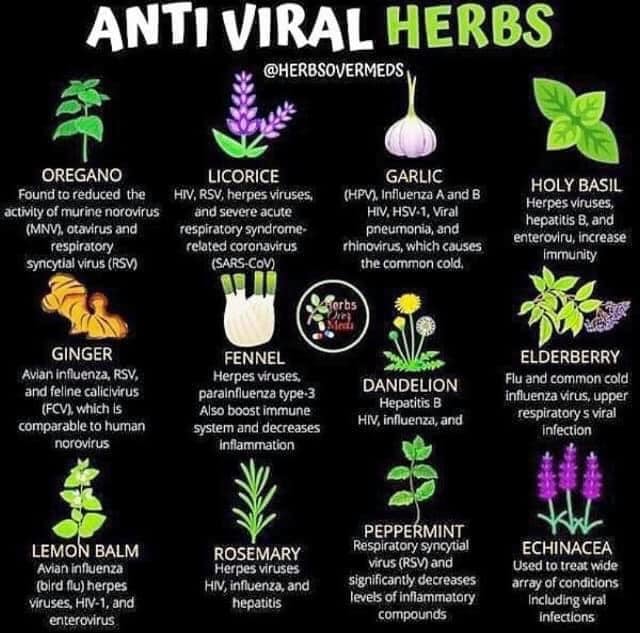 ANTI VIRAL HERBS
@HERBSOVERMEDS
OREGANO
Found to reduced the
activity of murine norovirus
(MNV), otavirus and
respiratory
syncytial virus (RSV)
LICORICE
HIV, RSV, herpes viruses,
and severe acute
respiratory syndrome-
related coronavirus
(SARS-CoV)
GARLIC
(HPV), Influenza A and B
HIV, HSV-1, Viral
pneumonia, and
rhinovirus, which causes
the common cold.
HOLY BASIL
Herpes viruses,
hepatitis B, and
enteroviru, increase
immunity
GINGER
Avian influenza, RSV,
and feline calicivirus
(FCV), which is
comparable to human
norovirus
FENNEL
Herpes viruses,
parainfluenza type-3
Also boost immune
system and decreases
inflammation
Herbs
Over
Meds
DANDELION
Hepatitis B
HIV, influenza, and
ELDERBERRY
Flu and common cold
influenza virus, upper
respiratory s viral
infection
LEMON BALM
Avian influenza
(bird flu) herpes
viruses, HIV-1, and
enterovirus
ROSEMARY
Herpes viruses
HIV, influenza, and
hepatitis
PEPPERMINT
Respiratory syncytial
virus (RSV) and
significantly decreases
levels of inflammatory
compounds
ECHINACEA
Used to treat wide
array of conditions
including viral
infections